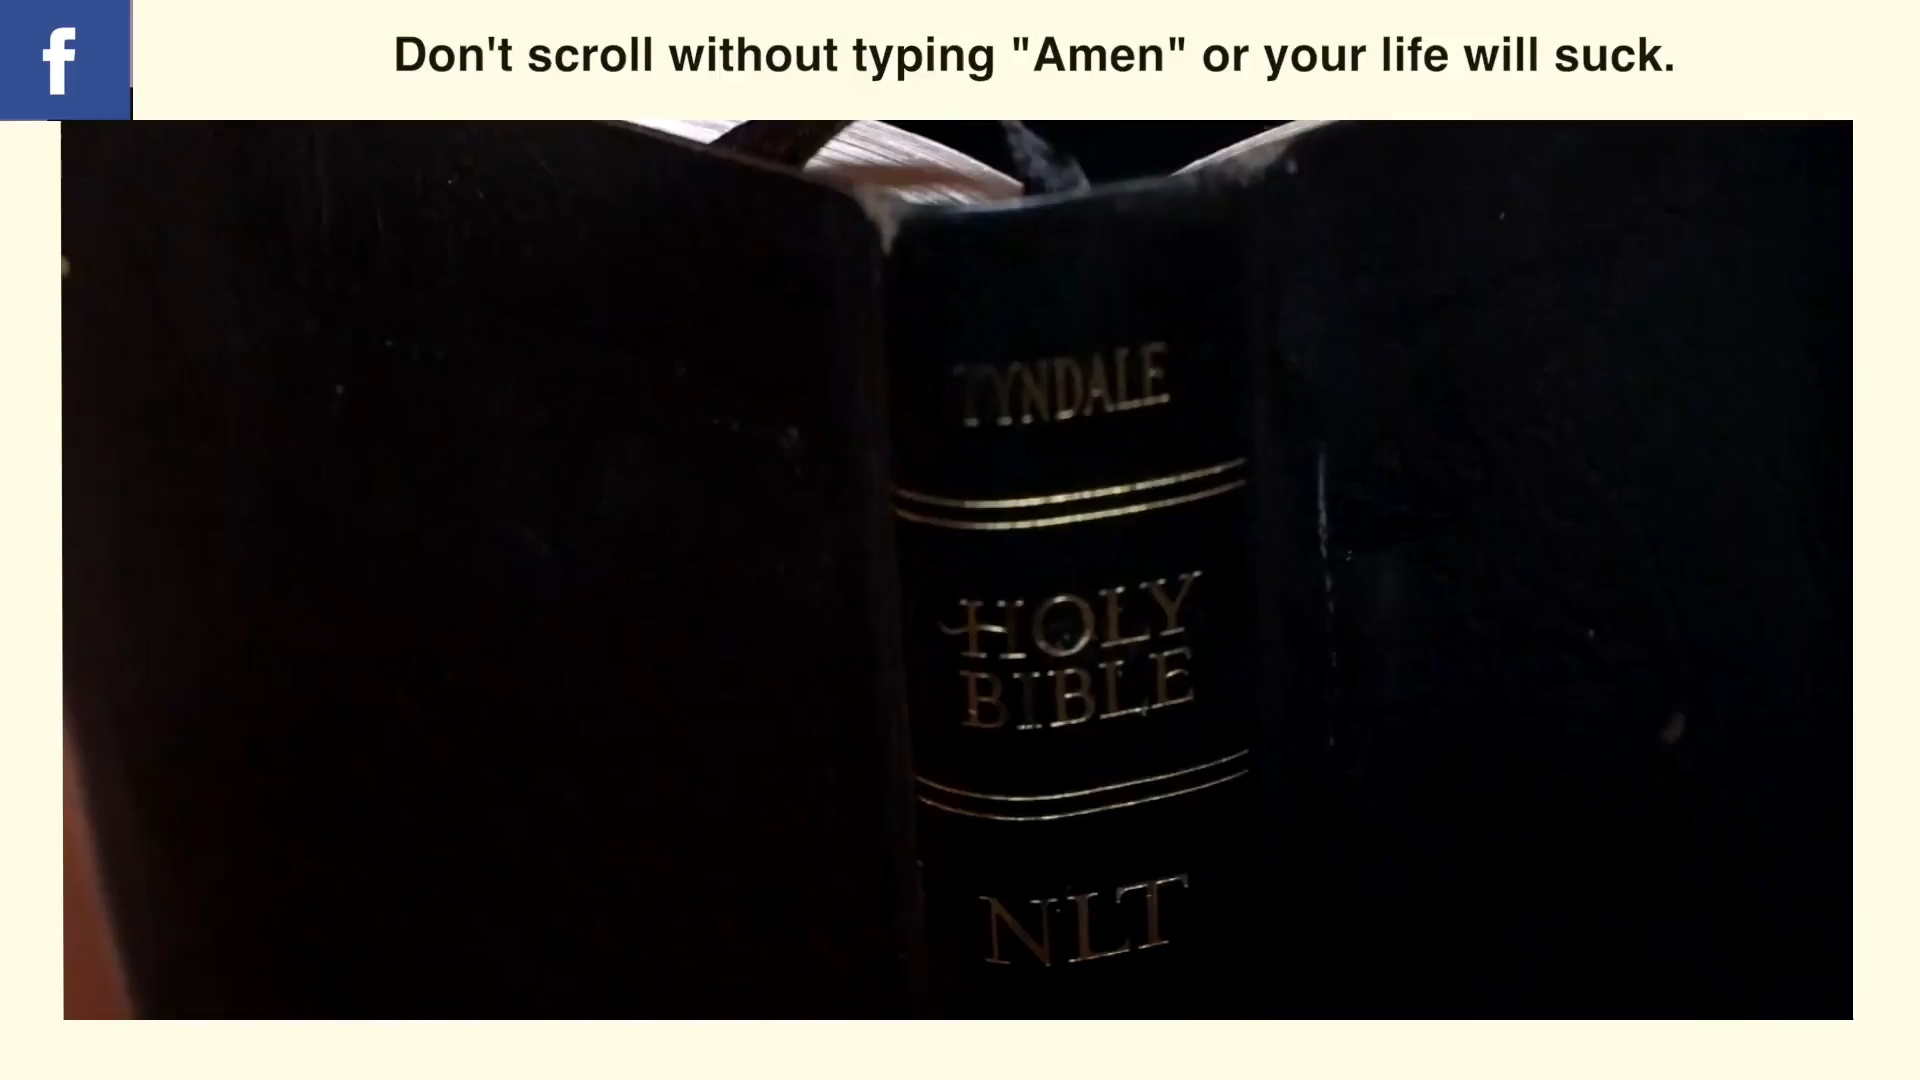 f
Don't scroll without typing "Amen" or your life will suck.
TYNDALE
HOLY
BIBLE
NLT